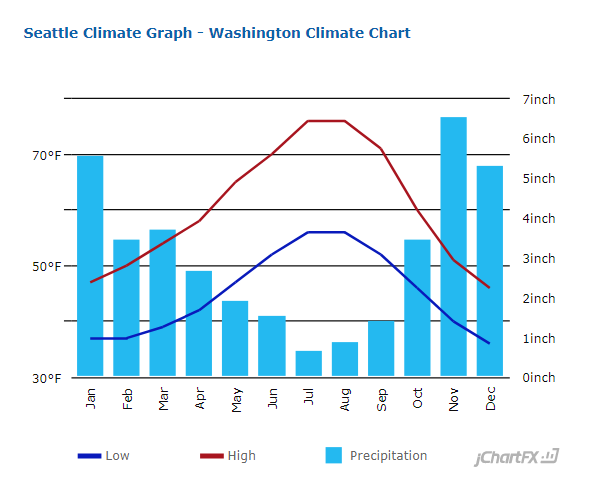 Seattle Climate Graph - Washington Climate Chart
7inch
6inch
70°F
5inch
4inch
50°F
3inch
2inch
1inch
30°F
0inch
Jan Feb Mar Apr May Jun Jul Aug Sep Oct Nov Dec
Low High Precipitation
jChartFX